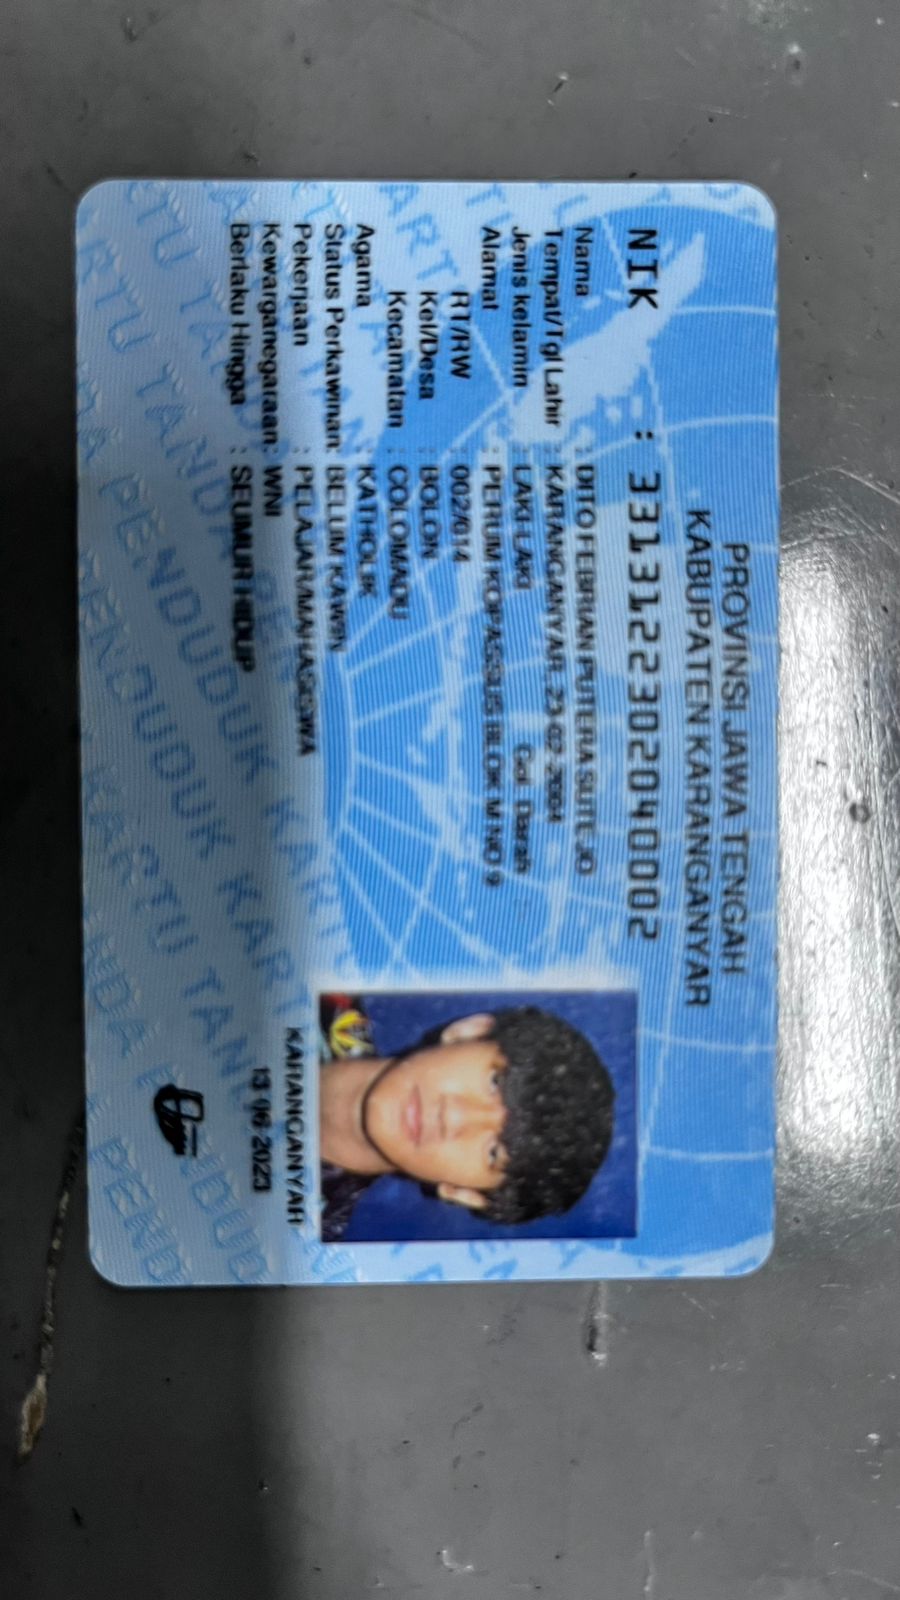 PROVINSI JAWA TENGAH
KABUPATEN KARANGANYAR
NIK : 3313122302040002
Nama : DITO FEBRIAN PUTERA SUTEJO
Tempat/Tgl Lahir : KARANGANYAR, 23-02-2004
Jenis kelamin : LAKI-LAKI Gol. Darah
Alamat : PERUM KOPASSUS BLOK M NO 9
RT/RW : 002/014
Kel/Desa : BOLON
Kecamatan : COLOMADU
Agama : KATHOLIK
Status Perkawinan: BELUM KAWIN
Pekerjaan : PELAJAR/MAHASISWA
Kewarganegaraan: WNI
Berlaku Hingga : SEUMUR HIDUP
KARANGANYAR
13-06-2023